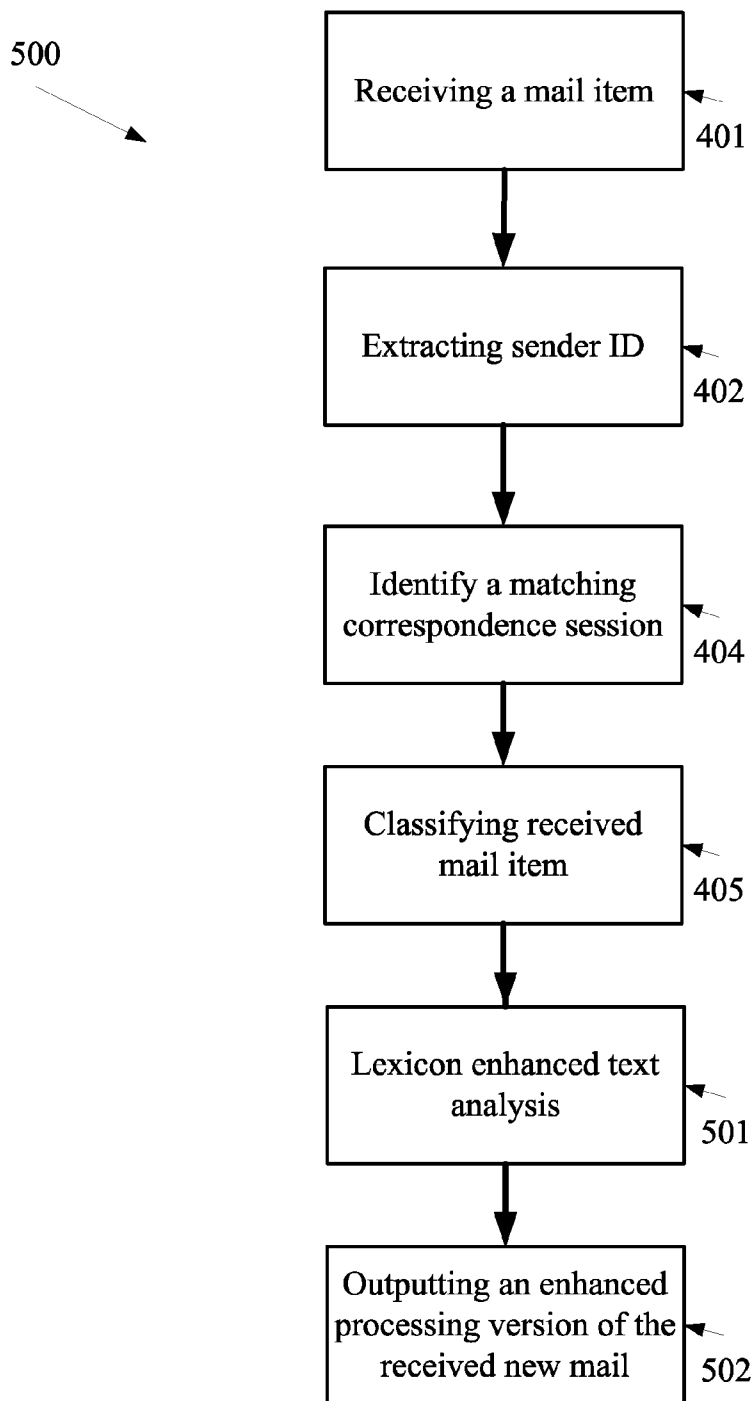 500
Receiving a mail item
401
Extracting sender ID
402
Identify a matching
correspondence session
404
Classifying received
mail item
405
Lexicon enhanced text
analysis
501
Outputting an enhanced
processing version of the
received new mail
502